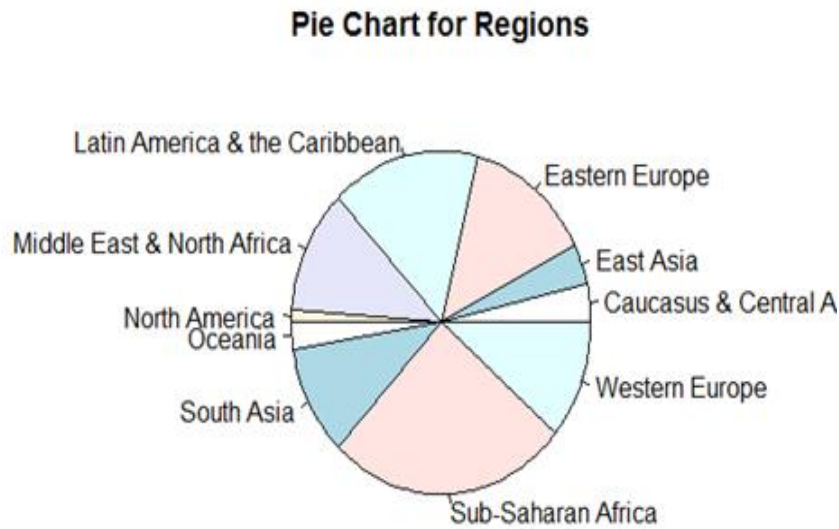 Pie Chart for Regions
Latin America & the Caribbean
Eastern Europe
Middle East & North Africa
East Asia
Caucasus & Central A
North America
Oceania
Western Europe
South Asia
Sub-Saharan Africa